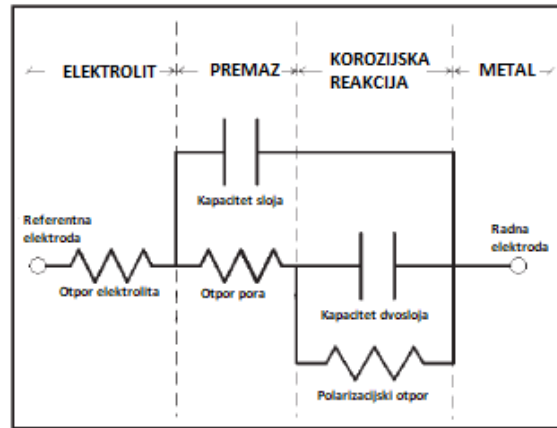 ELEKTROLIT
PREMAZ
KOROZIJSKA
REAKCIJA
METAL
Kapacitet sloja
Referentna
elektroda
Radna
elektroda
Otpor elektrolita
Otpor pora
Kapacitet dvosloja
Polarizacijski otpor